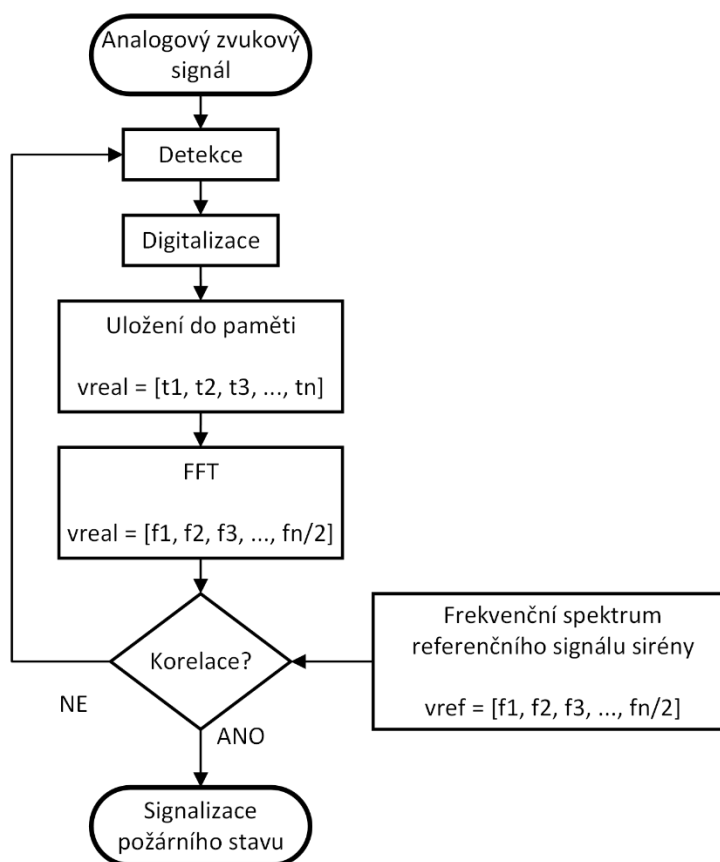 Analogový zvukový
signál
Detekce
Digitalizace
Uložení do paměti
vreal = [t1, t2, t3, ..., tn]
FFT
vreal = [f1, f2, f3, ..., fn/2]
Korelace?
NE
ANO
Frekvenční spektrum
referenčního signálu sirény
vref = [f1, f2, f3, ..., fn/2]
Signalizace
požárního stavu